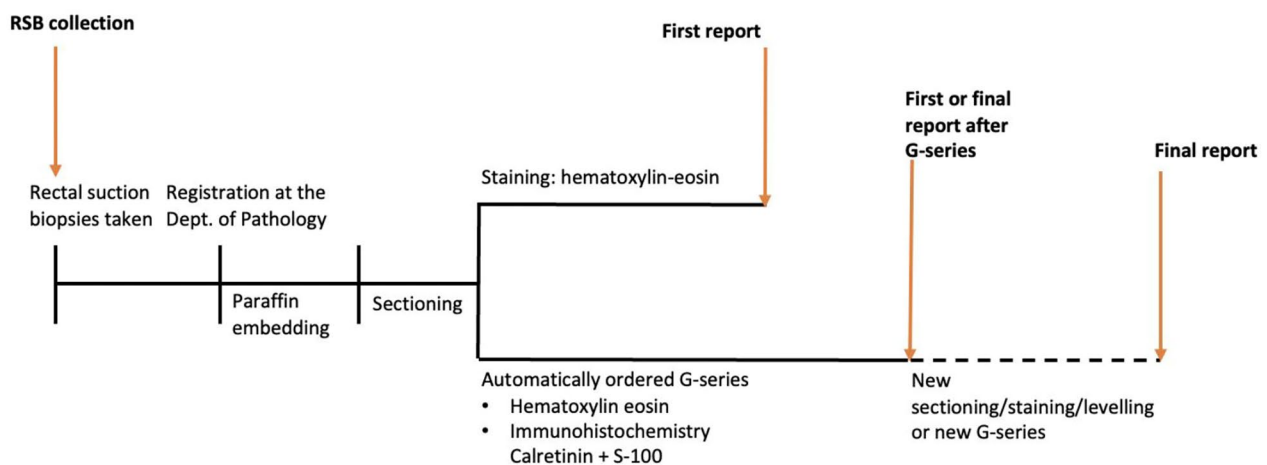 RSB collection
First report
First or final
report after
G-series
Final report
Rectal suction
biopsies taken
Registration at the
Dept. of Pathology
Staining: hematoxylin-eosin
Paraffin
embedding
Sectioning
Automatically ordered G-series
• Hematoxylin eosin
• Immunohistochemistry
Calretinin + S-100
New
sectioning/staining/levelling
or new G-series